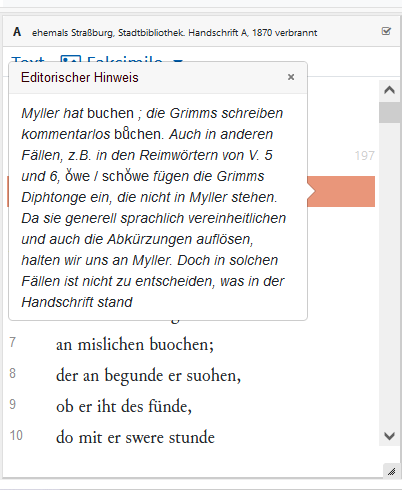 A ehemals Straßburg, Stadtbibliothek. Handschrift A, 1870 verbrannt
Text Faksimile
Editorischer Hinweis ×
Myller hat buchen ; die Grimms schreiben
kommentarlos bůchen. Auch in anderen
Fällen, z.B. in den Reimwörtern von V. 5
und 6, ǒwe / schǒwe fügen die Grimms
Diphtonge ein, die nicht in Myller stehen.
Da sie generell sprachlich vereinheitlichen
und auch die Abkürzungen auflösen,
halten wir uns an Myller. Doch in solchen
Fällen ist nicht zu entscheiden, was in der
Handschrift stand
197
7 an mislichen buochen;
8 der an begunde er suohen,
9 ob er iht des fünde,
10 do mit er swere stunde